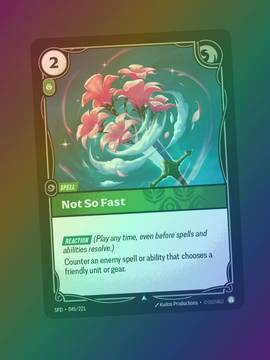 2
SPELL
Not So Fast
REACTION (Play any time, even before spells and
abilities resolve.)
Counter an enemy spell or ability that chooses a
friendly unit or gear.
SFD • 045/221
Kudos Productions